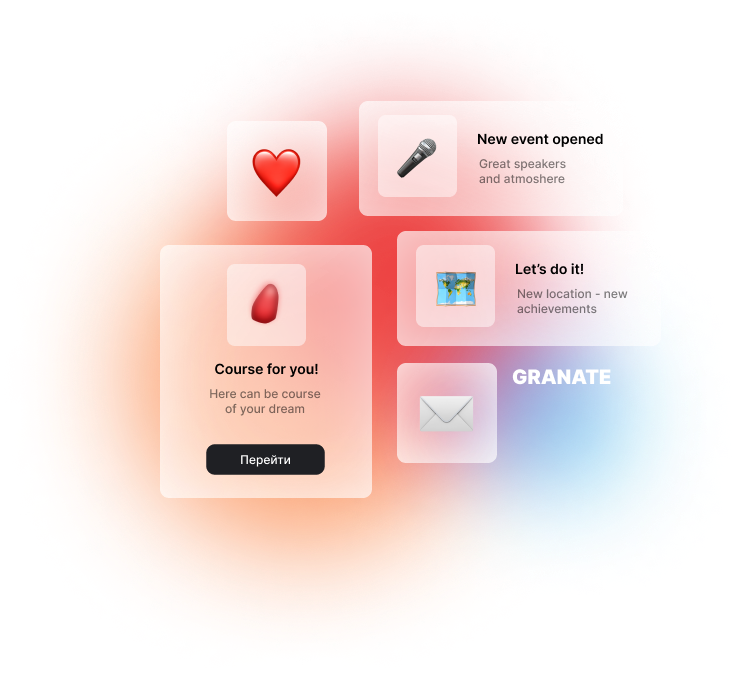 New event opened
Great speakers
and atmoshere
Let’s do it!
New location - new
achievements
Course for you!
Here can be course
of your dream
Перейти
GRANATE